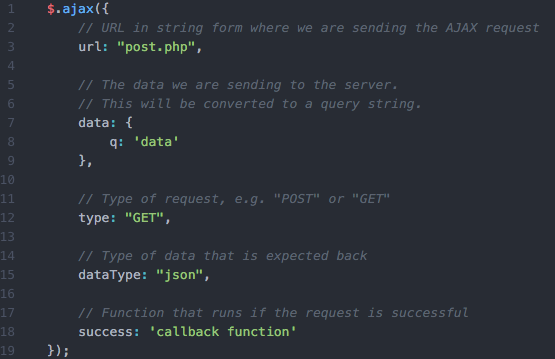 1 $.ajax({
2 // URL in string form where we are sending the AJAX request
3 url: "post.php",
4
5 // The data we are sending to the server.
6 // This will be converted to a query string.
7 data: {
8 q: 'data'
9 },
10
11 // Type of request, e.g. "POST" or "GET"
12 type: "GET",
13
14 // Type of data that is expected back
15 dataType: "json",
16
17 // Function that runs if the request is successful
18 success: 'callback function'
19 });